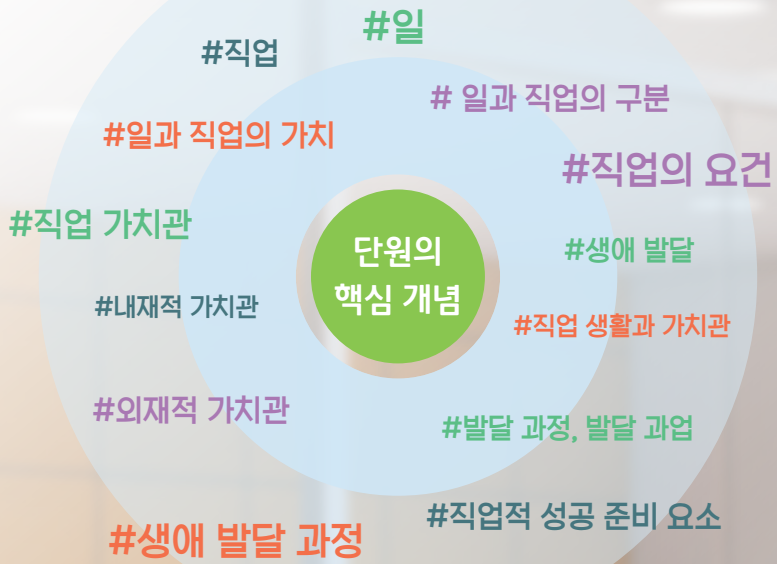 #일
#직업
# 일과 직업의 구분
#일과 직업의 가치
#직업의 요건
#직업 가치관
단원의
핵심 개념
#생애 발달
#내재적 가치관
#직업 생활과 가치관
#외재적 가치관
#발달 과정, 발달 과업
#직업적 성공 준비 요소
#생애 발달 과정